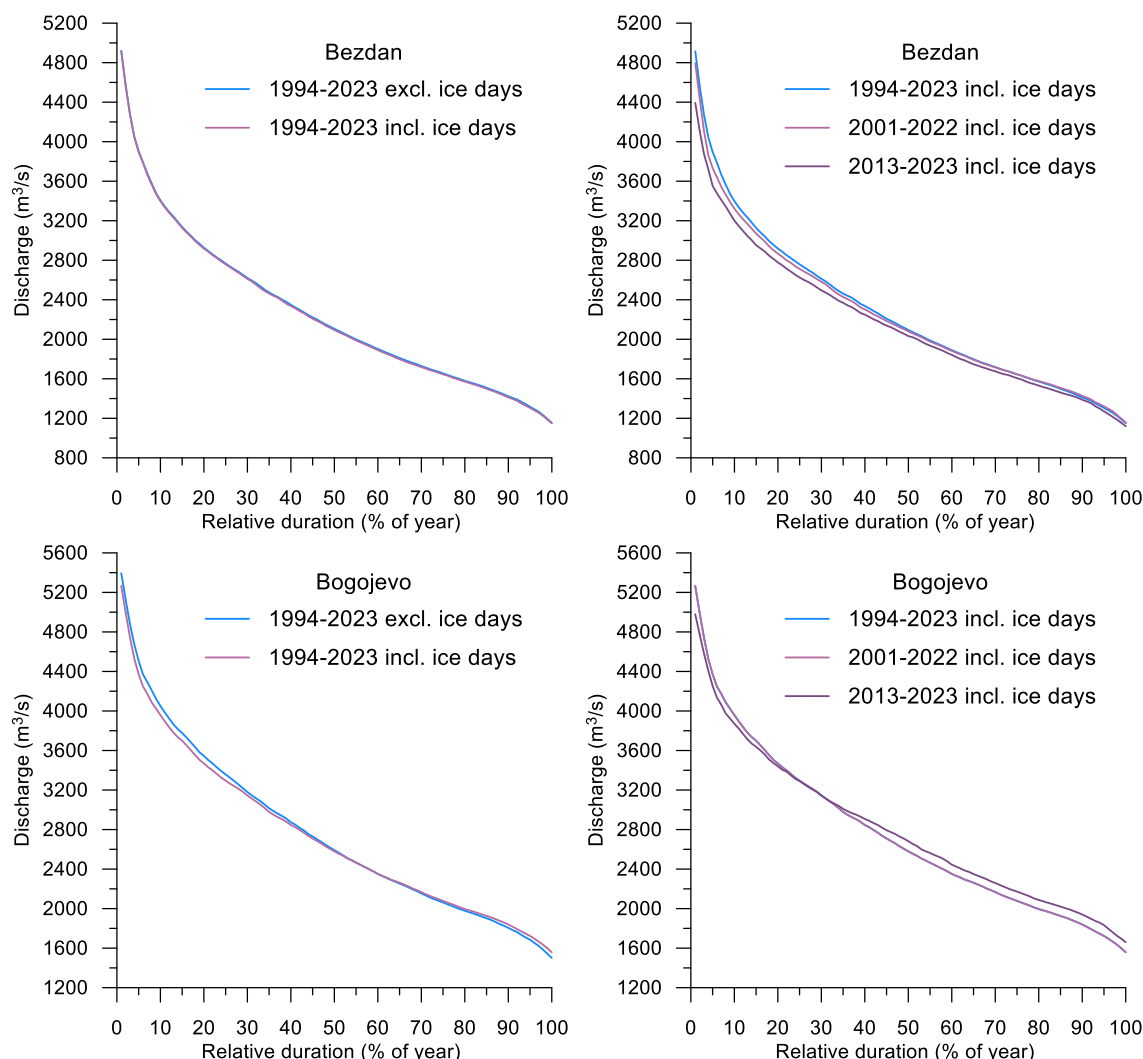 Bezdan
1994-2023 excl. ice days
1994-2023 incl. ice days
Discharge (m³/s)
5200
4800
4400
4000
3600
3200
2800
2400
2000
1600
1200
800
0 10 20 30 40 50 60 70 80 90 100
Relative duration (% of year)
Bezdan
1994-2023 incl. ice days
2001-2022 incl. ice days
2013-2023 incl. ice days
Discharge (m³/s)
5200
4800
4400
4000
3600
3200
2800
2400
2000
1600
1200
800
0 10 20 30 40 50 60 70 80 90 100
Relative duration (% of year)
Bogojevo
1994-2023 excl. ice days
1994-2023 incl. ice days
Discharge (m³/s)
5600
5200
4800
4400
4000
3600
3200
2800
2400
2000
1600
1200
0 10 20 30 40 50 60 70 80 90 100
Relative duration (% of year)
Bogojevo
1994-2023 incl. ice days
2001-2022 incl. ice days
2013-2023 incl. ice days
Discharge (m³/s)
5600
5200
4800
4400
4000
3600
3200
2800
2400
2000
1600
1200
0 10 20 30 40 50 60 70 80 90 100
Relative duration (% of year)